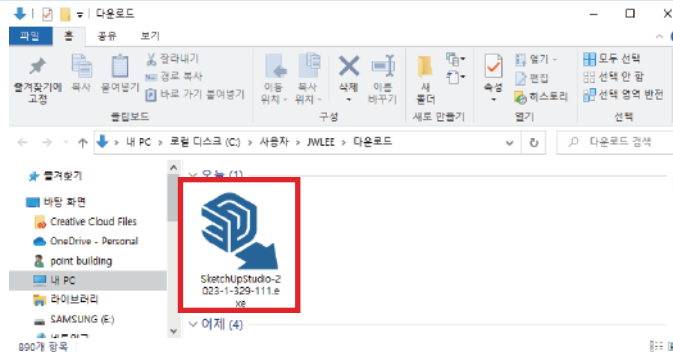 다운로드
파일 홈 공유 보기
즐겨찾기에 고정
복사
붙여넣기
잘라내기
경로 복사
바로 가기 붙여넣기
클립보드
이동 위치
복사 위치
삭제
이름 바꾸기
구성
새 폴더
새로 만들기
속성
열기
편집
히스토리
열기
모두 선택
선택 안 함
선택 영역 반전
선택
내 PC > 로컬 디스크 (C:) > 사용자 > JWLEE > 다운로드
다운로드 검색
즐겨찾기
바탕 화면
Creative Cloud Files
OneDrive - Personal
point building
내 PC
라이브러리
SAMSUNG (E:)
오늘 (1)
SketchUpStudio-2
023-1-329-111.e
xe
어제 (4)
890개 항목